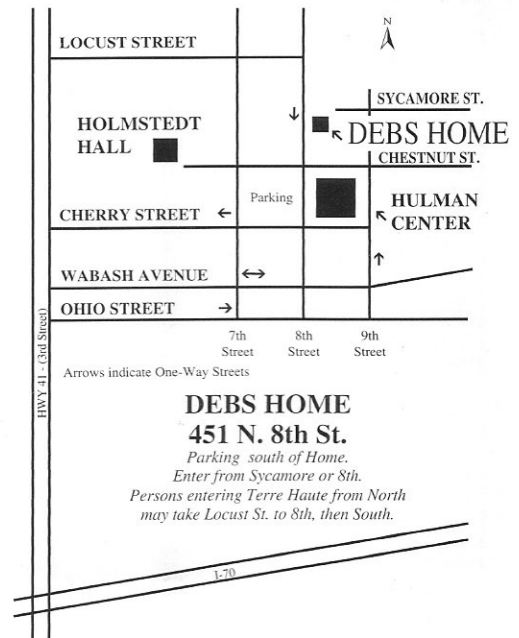 N
LOCUST STREET
SYCAMORE ST.
HOLMSTEDT
HALL
DEBS HOME
CHESTNUT ST.
Parking
HULMAN
CENTER
CHERRY STREET
WABASH AVENUE
OHIO STREET
HWY 41 - (3rd Street)
7th
Street
8th
Street
9th
Street
Arrows indicate One-Way Streets
DEBS HOME
451 N. 8th St.
Parking south of Home.
Enter from Sycamore or 8th.
Persons entering Terre Haute from North
may take Locust St. to 8th, then South.
I-70